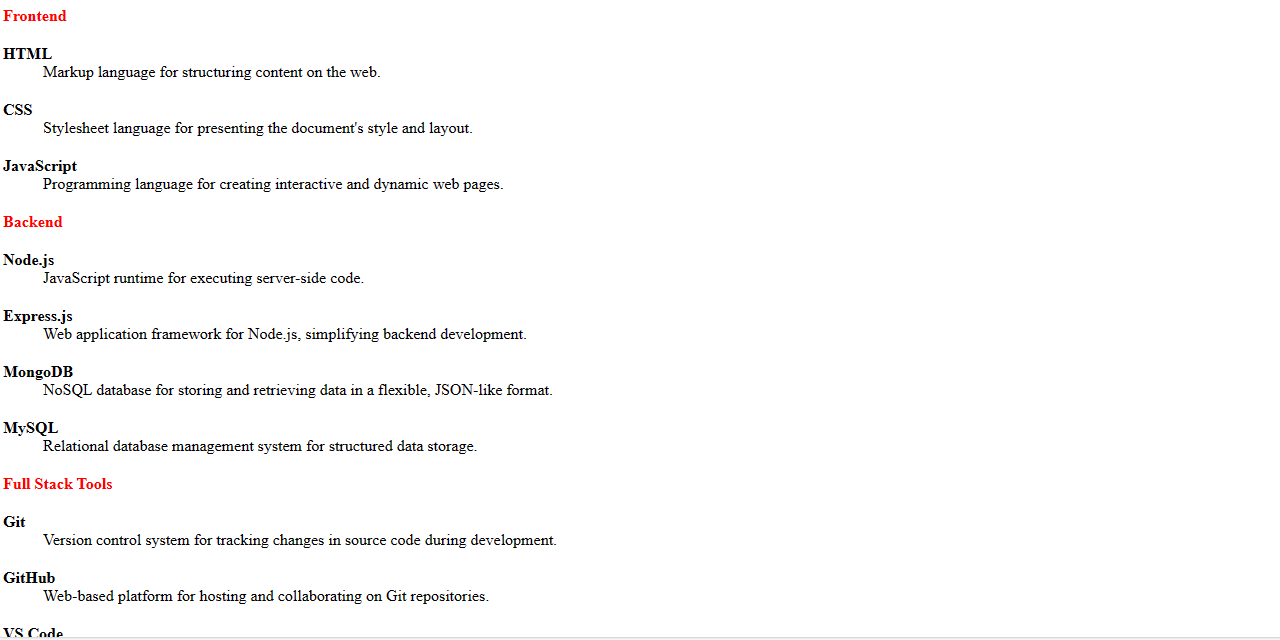 Frontend
HTML
Markup language for structuring content on the web.
CSS
Stylesheet language for presenting the document's style and layout.
JavaScript
Programming language for creating interactive and dynamic web pages.
Backend
Node.js
JavaScript runtime for executing server-side code.
Express.js
Web application framework for Node.js, simplifying backend development.
MongoDB
NoSQL database for storing and retrieving data in a flexible, JSON-like format.
MySQL
Relational database management system for structured data storage.
Full Stack Tools
Git
Version control system for tracking changes in source code during development.
GitHub
Web-based platform for hosting and collaborating on Git repositories.
VS Code